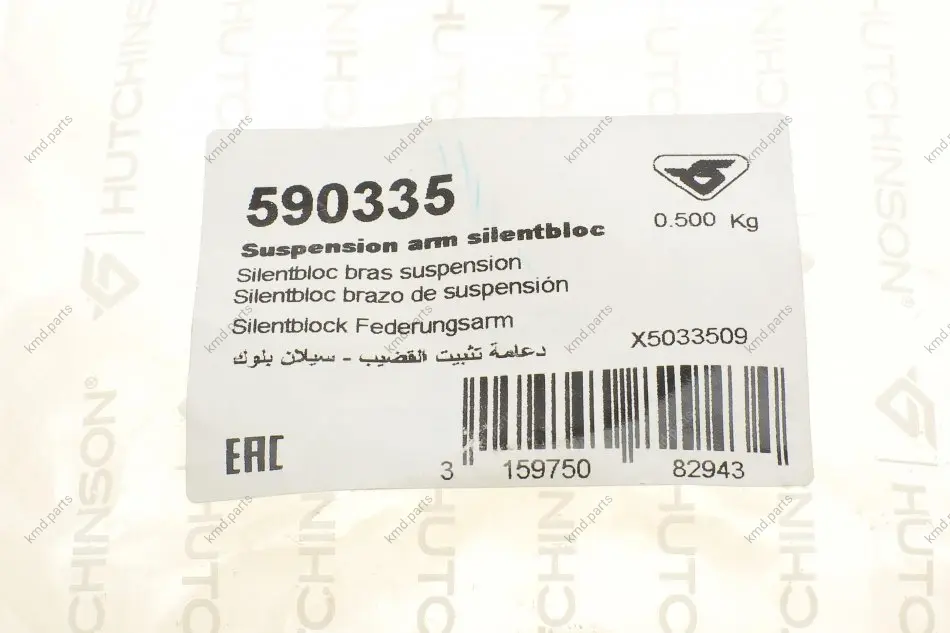 590335
Suspension arm silentbloc
Silentbloc bras suspension
Silentbloc brazo de suspensión
Silentblock Federungsarm
دعامة تثبيت القضيب - سيلان بلوك
0.500 Kg
X5033509
EAC
3 159750 82943
HUTCHINSON®
kmd.parts